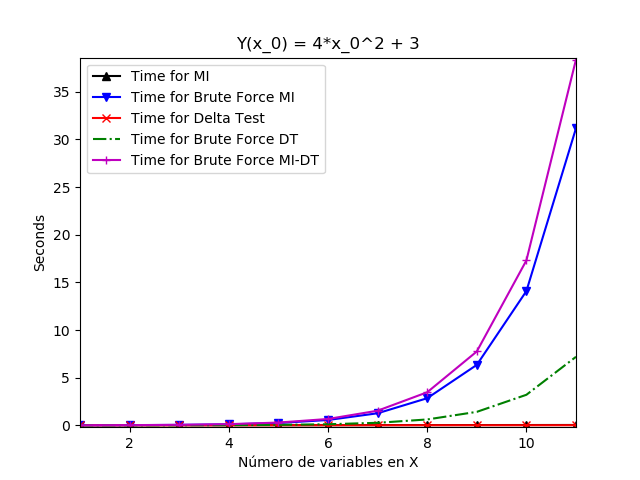 Y(x_0) = 4*x_0^2 + 3
Time for MI
Time for Brute Force MI
Time for Delta Test
Time for Brute Force DT
Time for Brute Force MI-DT
Seconds
35
30
25
20
15
10
5
0
2 4 6 8 10
Número de variables en X